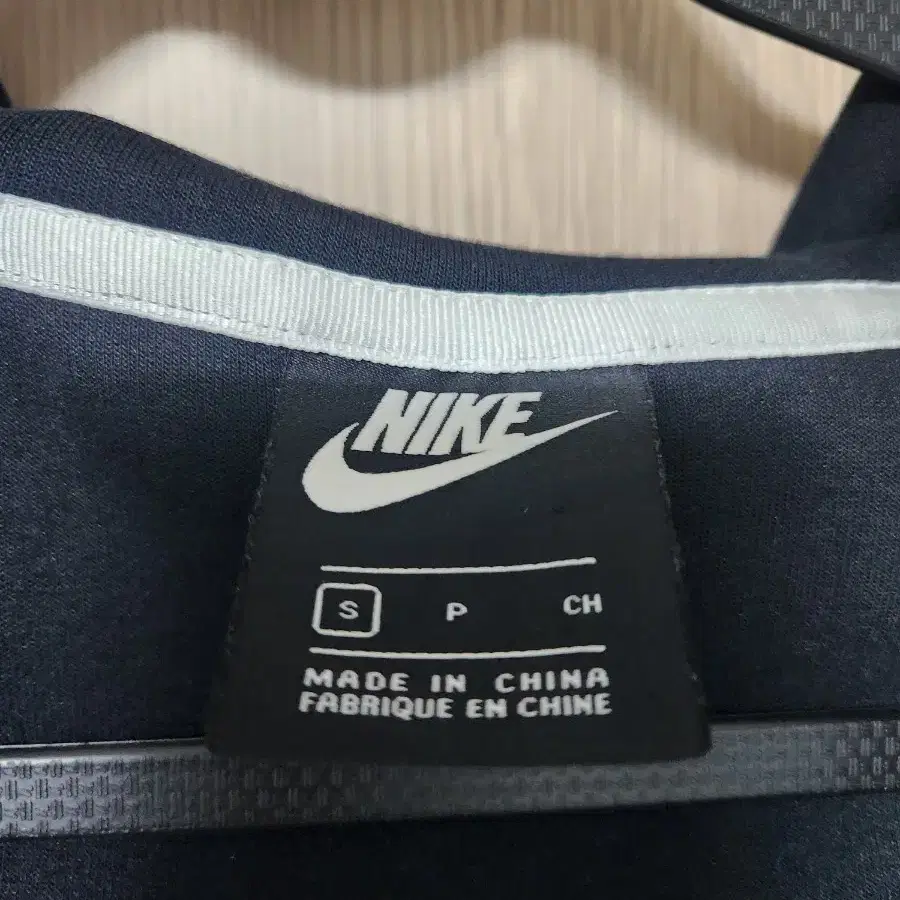 NIKE
S P CH
MADE IN CHINA
FABRIQUE EN CHINE